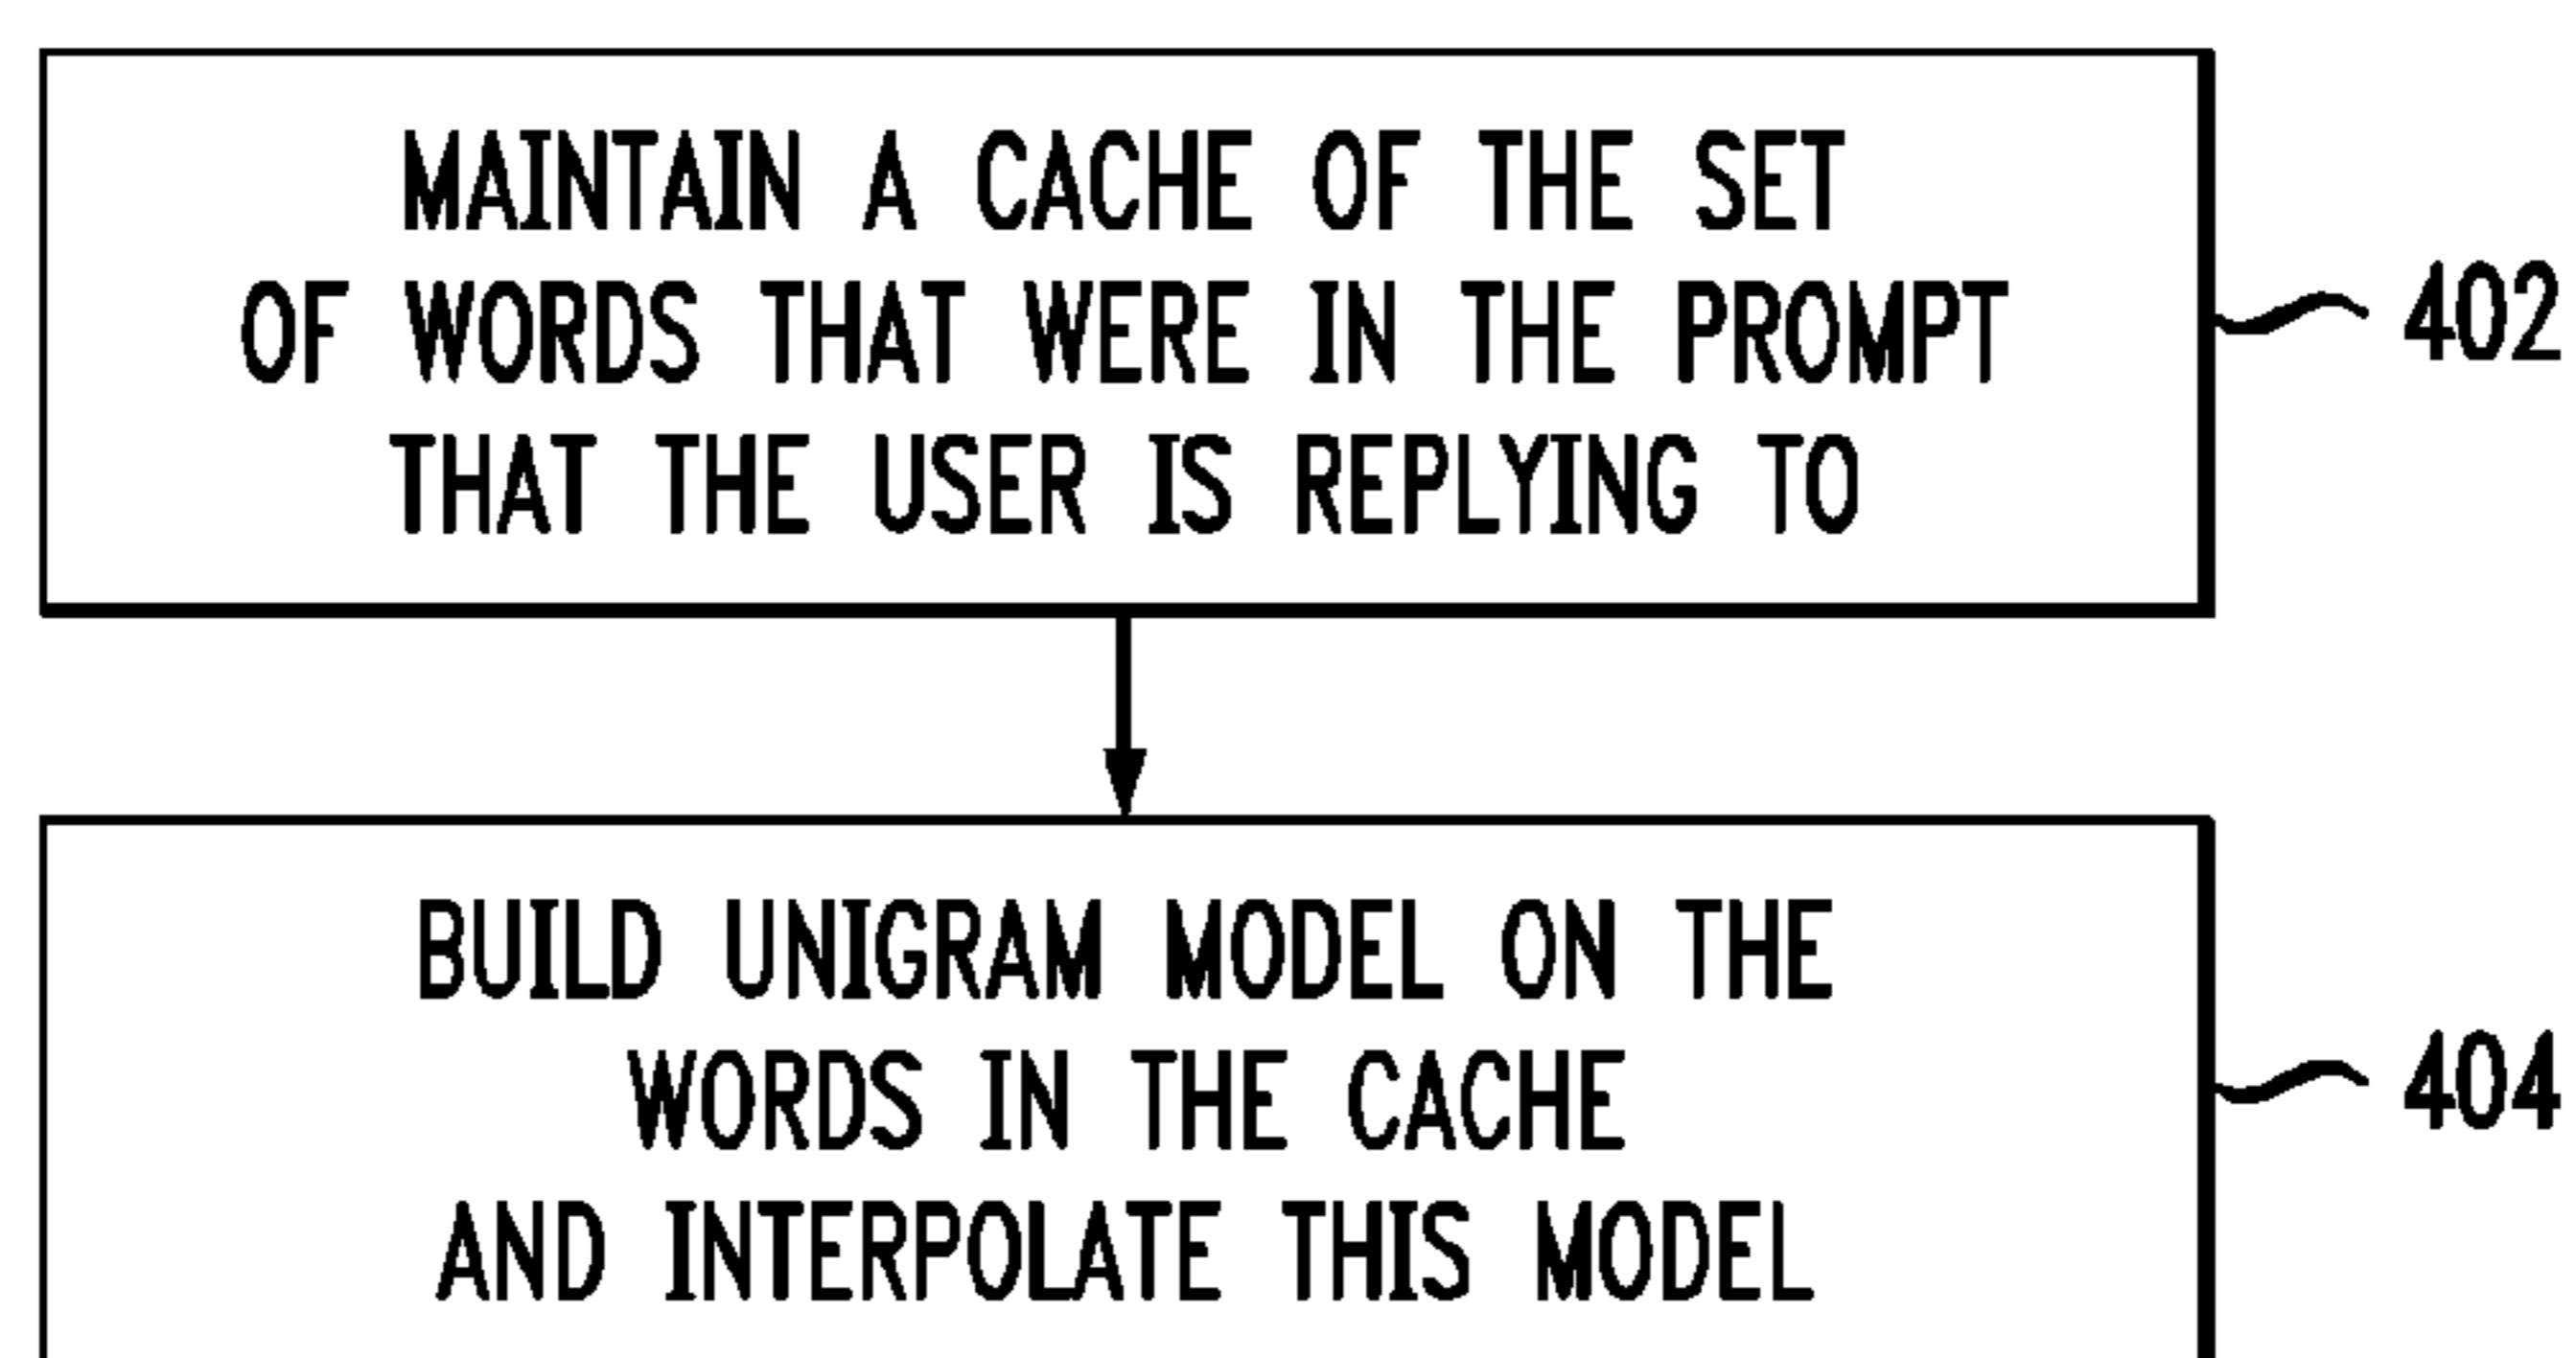 MAINTAIN A CACHE OF THE SET
OF WORDS THAT WERE IN THE PROMPT
THAT THE USER IS REPLYING TO
402
BUILD UNIGRAM MODEL ON THE
WORDS IN THE CACHE
AND INTERPOLATE THIS MODEL
404